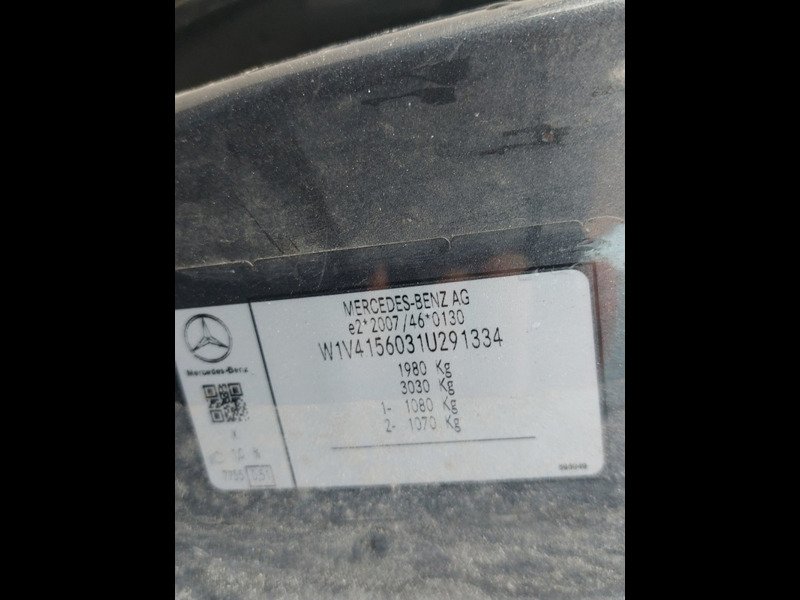 MERCEDES-BENZ AG
e2*2007/46*0130
W1V4156031U291334
1980 Kg
3030 Kg
1- 1080 Kg
2- 1070 Kg
Mercedes-Benz